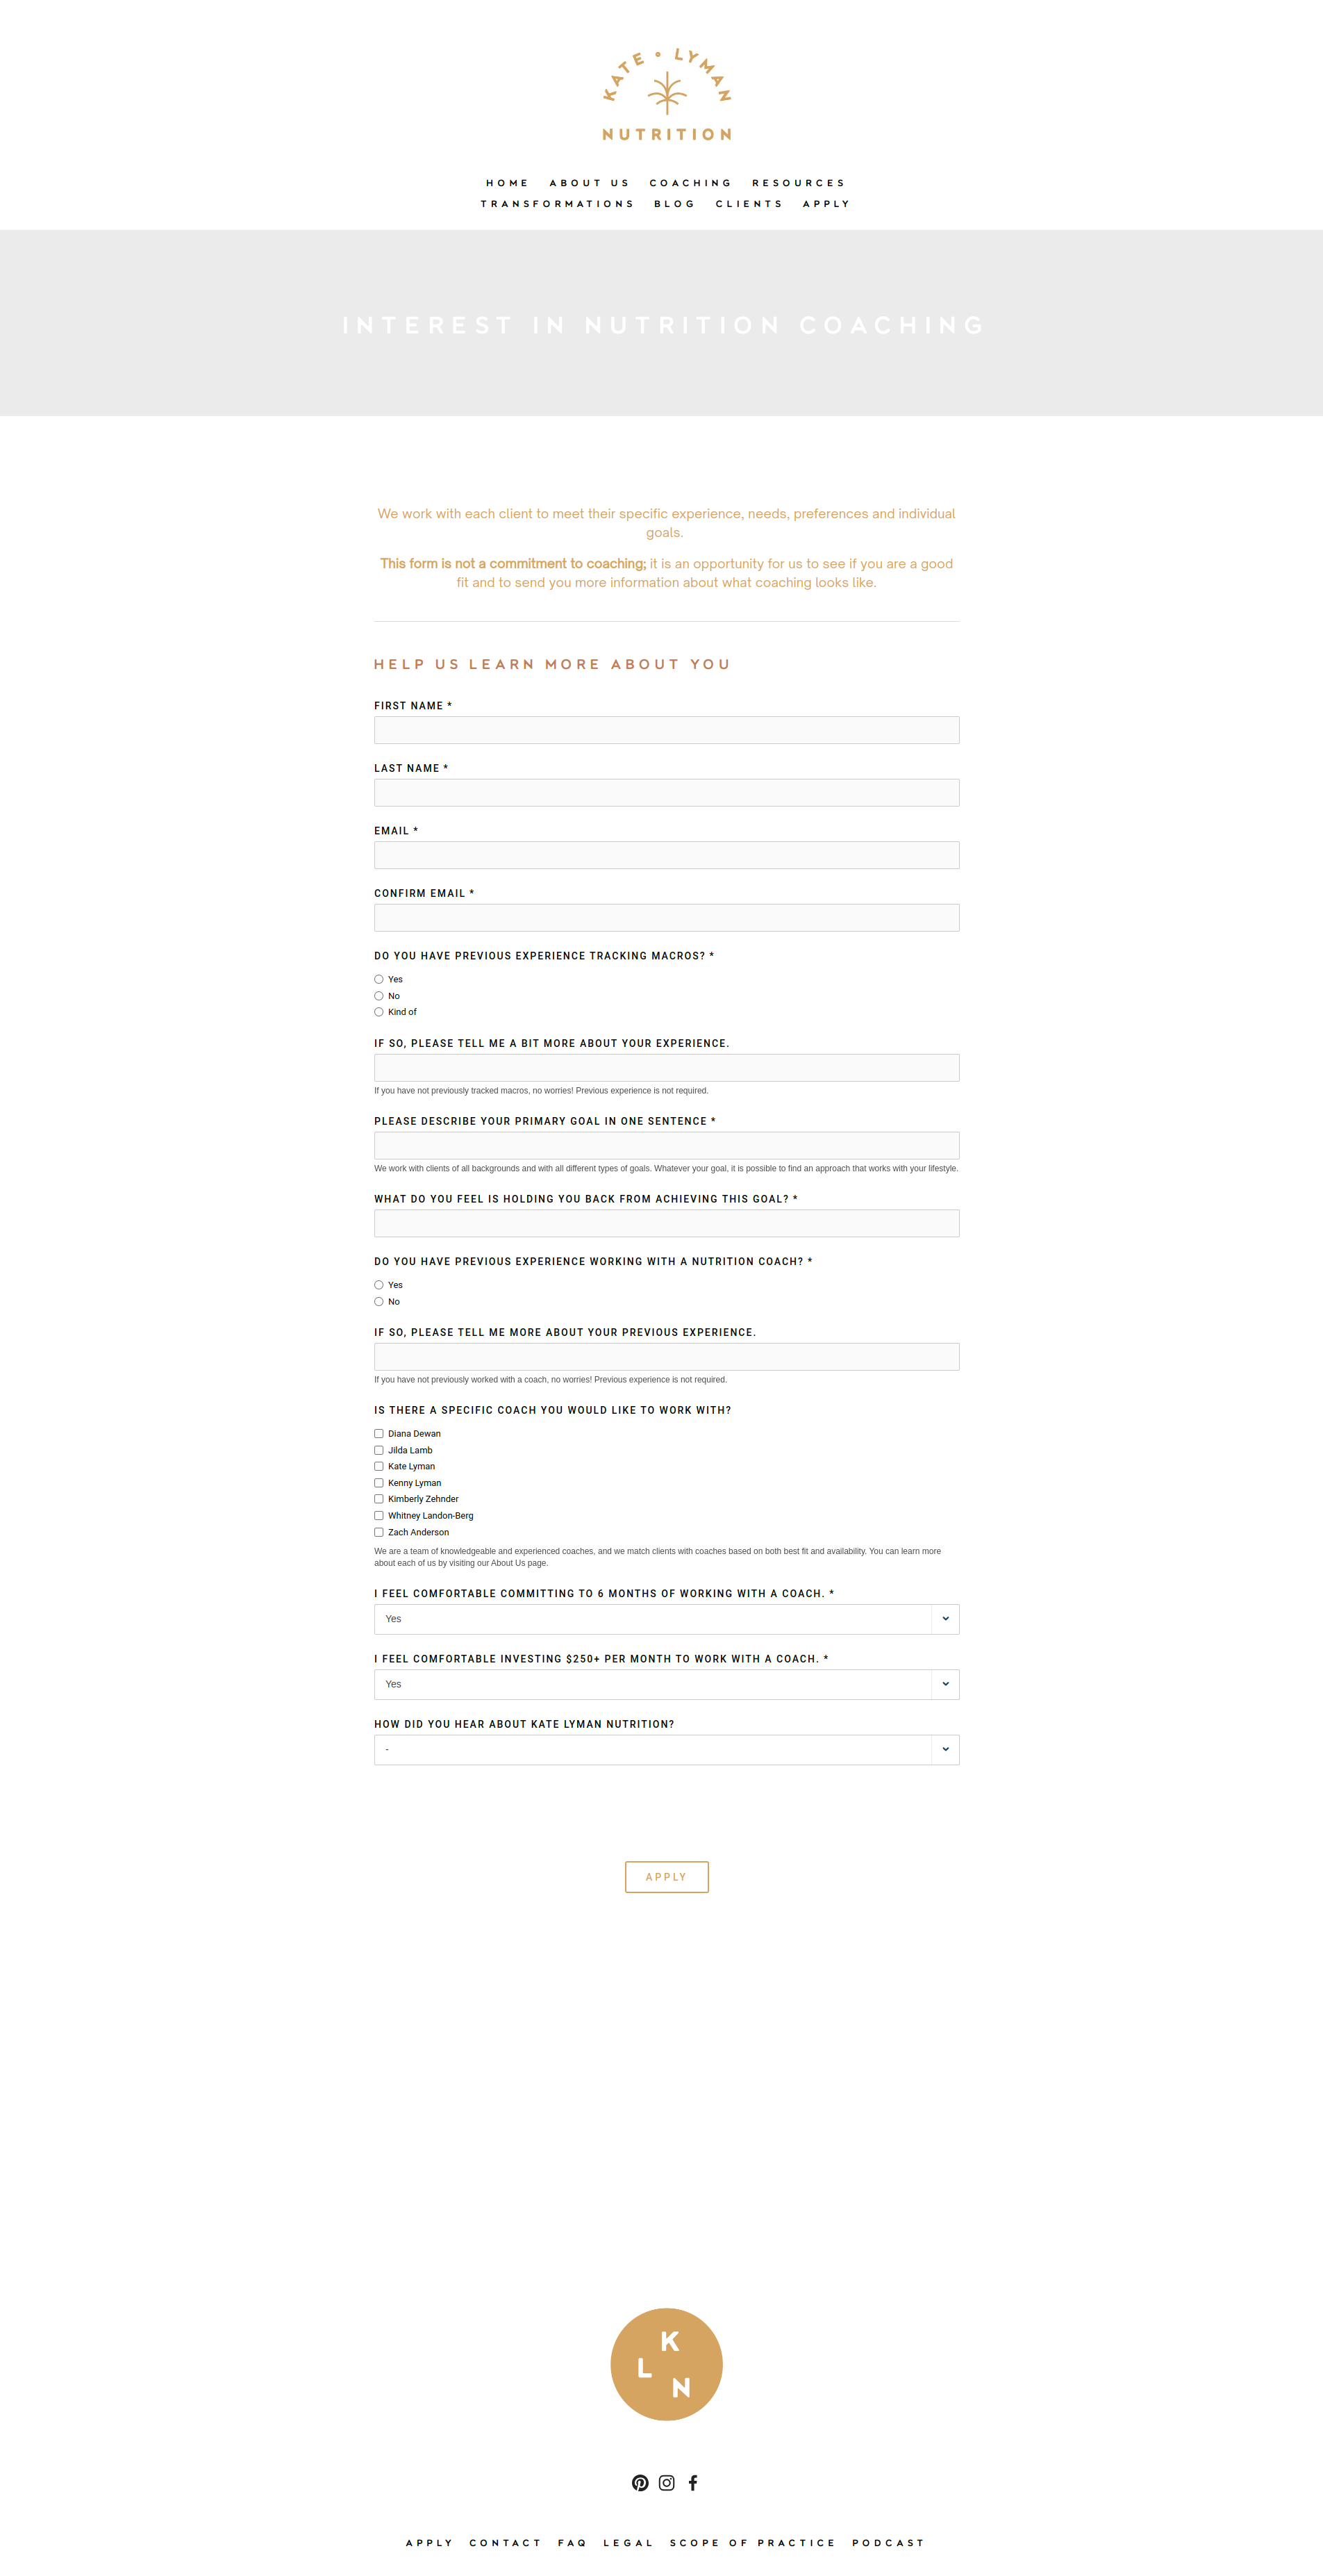 KATE • LYMAN
NUTRITION
HOME ABOUT US COACHING RESOURCES
TRANSFORMATIONS BLOG CLIENTS APPLY
INTEREST IN NUTRITION COACHING
We work with each client to meet their specific experience, needs, preferences and individual
goals.
This form is not a commitment to coaching; it is an opportunity for us to see if you are a good
fit and to send you more information about what coaching looks like.
HELP US LEARN MORE ABOUT YOU
FIRST NAME *
LAST NAME *
EMAIL *
CONFIRM EMAIL *
DO YOU HAVE PREVIOUS EXPERIENCE TRACKING MACROS? *
Yes
No
Kind of
IF SO, PLEASE TELL ME A BIT MORE ABOUT YOUR EXPERIENCE.
If you have not previously tracked macros, no worries! Previous experience is not required.
PLEASE DESCRIBE YOUR PRIMARY GOAL IN ONE SENTENCE *
We work with clients of all backgrounds and with all different types of goals. Whatever your goal, it is possible to find an approach that works with your lifestyle.
WHAT DO YOU FEEL IS HOLDING YOU BACK FROM ACHIEVING THIS GOAL? *
DO YOU HAVE PREVIOUS EXPERIENCE WORKING WITH A NUTRITION COACH? *
Yes
No
IF SO, PLEASE TELL ME MORE ABOUT YOUR PREVIOUS EXPERIENCE.
If you have not previously worked with a coach, no worries! Previous experience is not required.
IS THERE A SPECIFIC COACH YOU WOULD LIKE TO WORK WITH?
Diana Dewan
Jilda Lamb
Kate Lyman
Kenny Lyman
Kimberly Zehnder
Whitney Landon-Berg
Zach Anderson
We are a team of knowledgeable and experienced coaches, and we match clients with coaches based on both best fit and availability. You can learn more
about each of us by visiting our About Us page.
I FEEL COMFORTABLE COMMITTING TO 6 MONTHS OF WORKING WITH A COACH. *
Yes
I FEEL COMFORTABLE INVESTING $250+ PER MONTH TO WORK WITH A COACH. *
Yes
HOW DID YOU HEAR ABOUT KATE LYMAN NUTRITION?
-
APPLY
K
L
N
APPLY CONTACT FAQ LEGAL SCOPE OF PRACTICE PODCAST